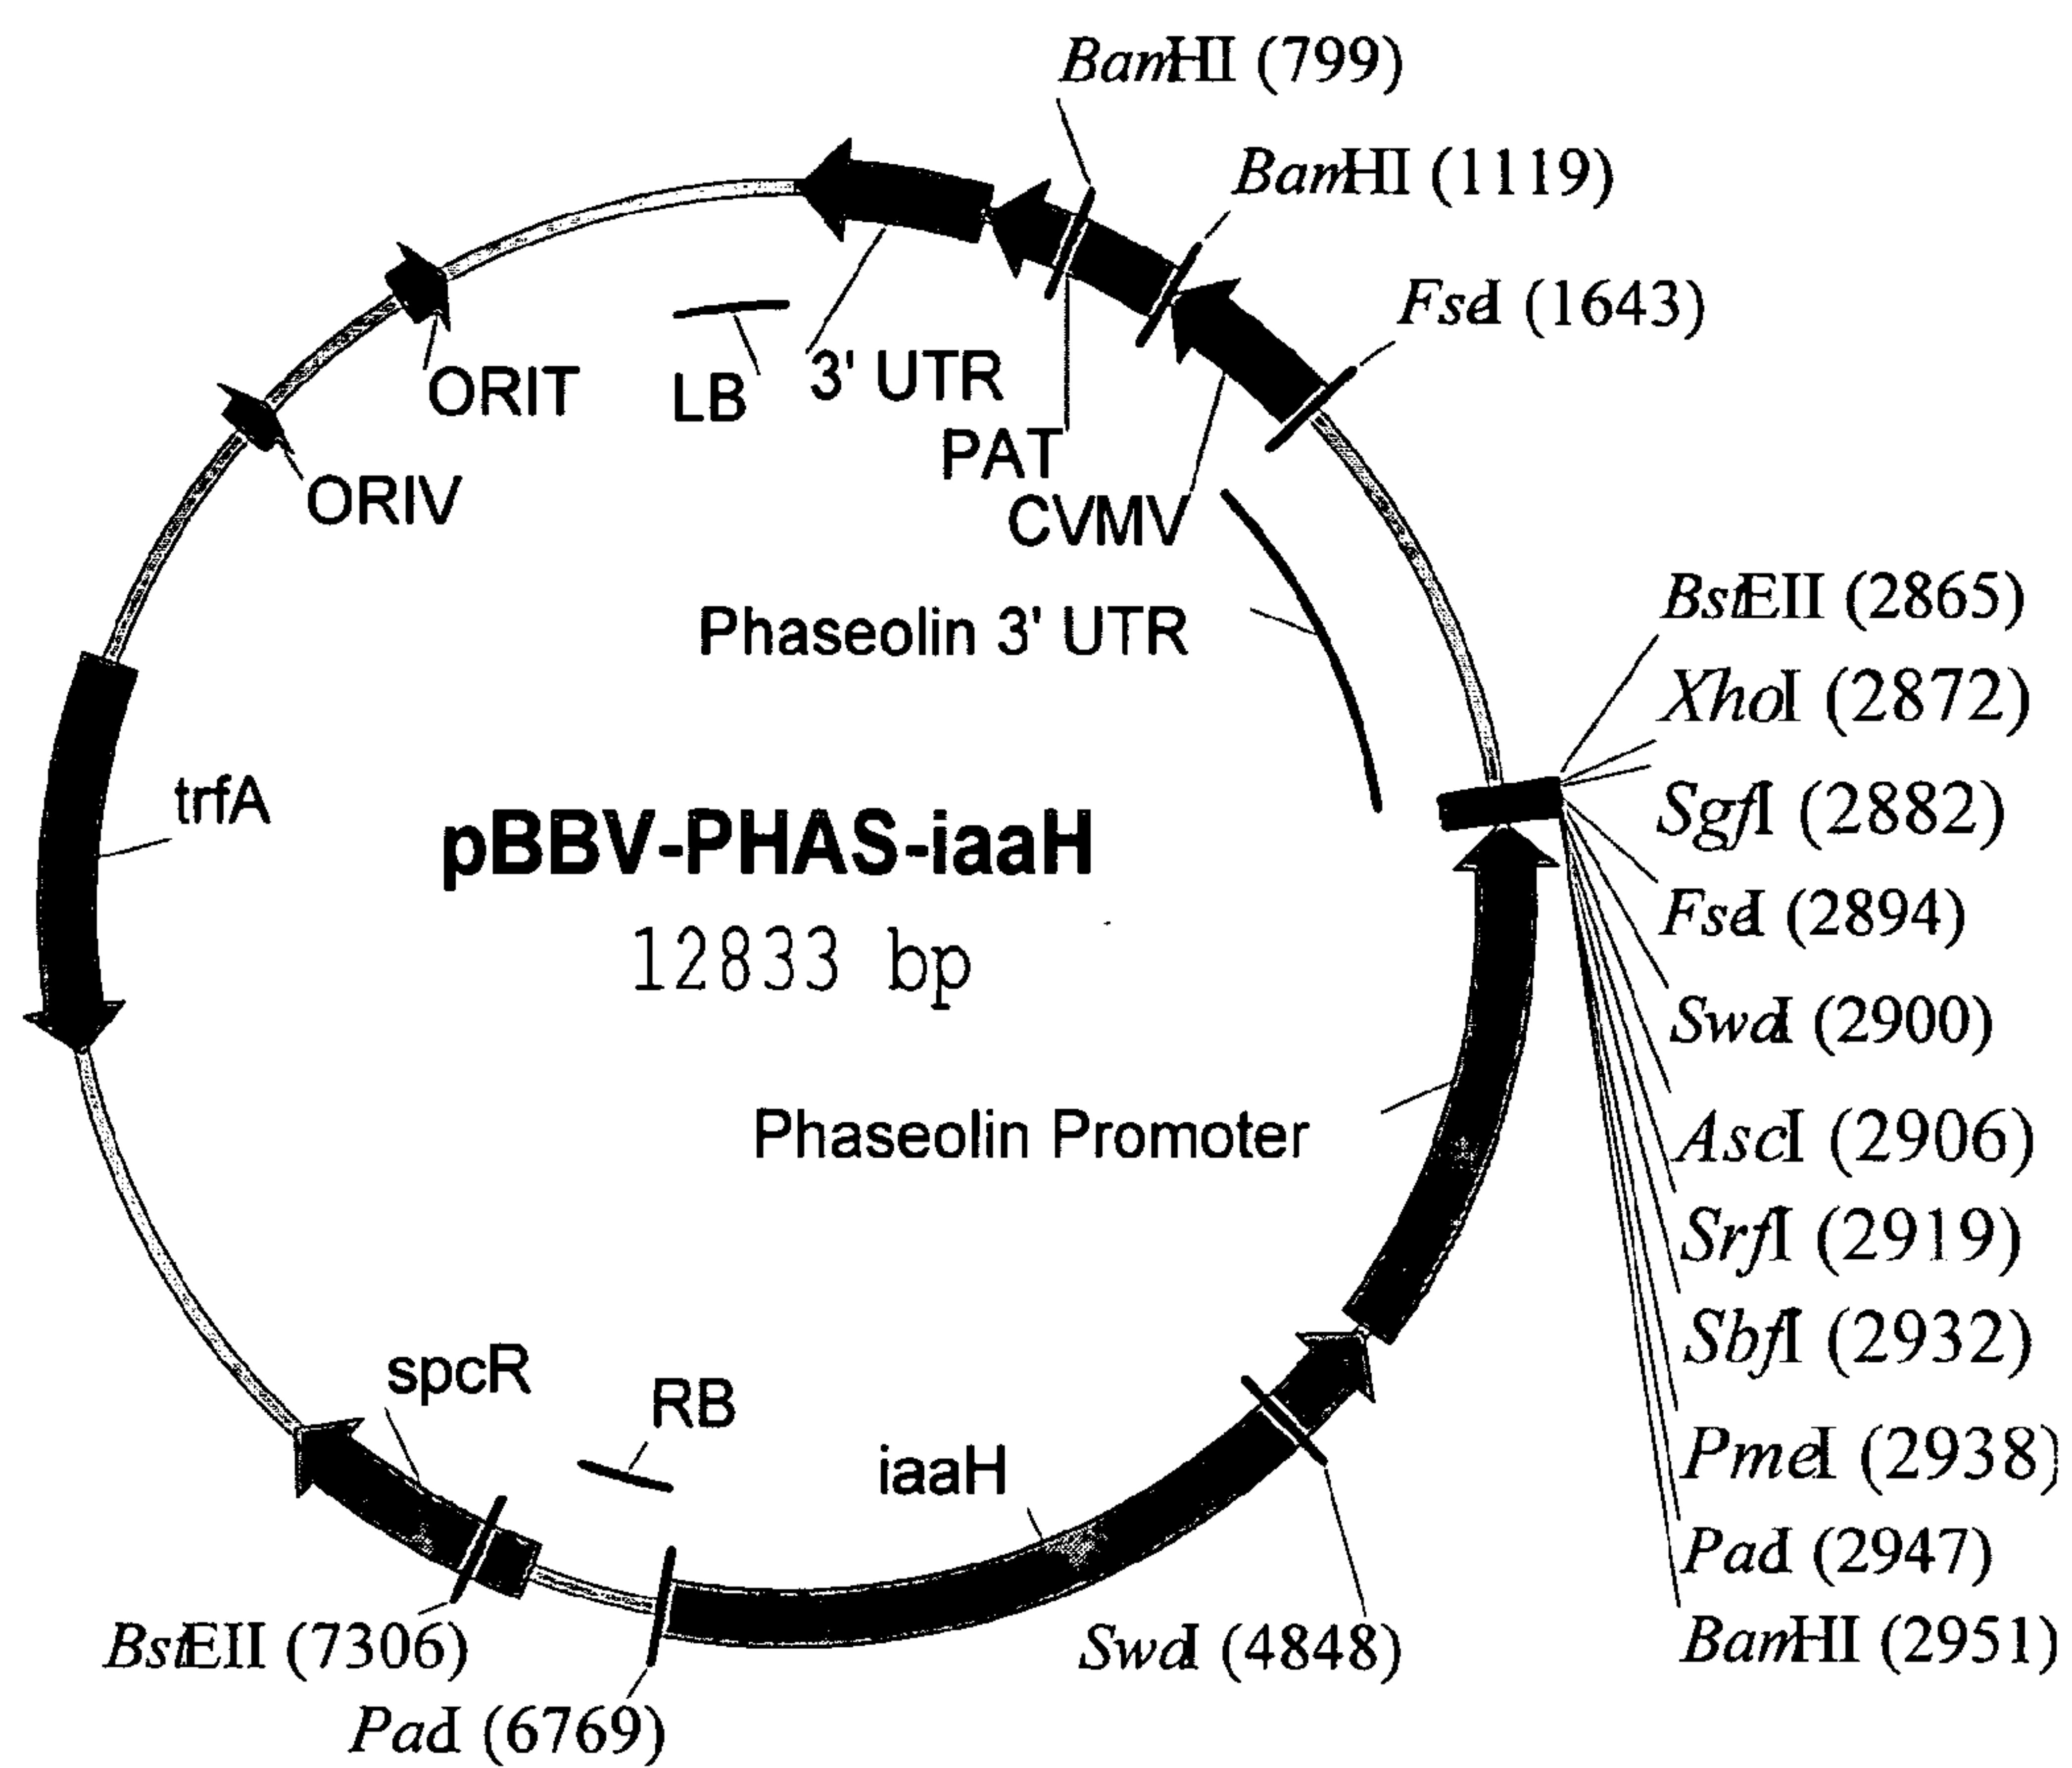 BamHI (799)
BamHI (1119)
FseI (1643)
ORIT
LB
3' UTR
PAT
ORIV
CVMV
Phaseolin 3' UTR
BstEII (2865)
XhoI (2872)
SgfI (2882)
FseI (2894)
SwaI (2900)
AscI (2906)
SrfI (2919)
SbfI (2932)
PmeI (2938)
PacI (2947)
BamHI (2951)
trfA
pBBV-PHAS-iaaH
12833 bp
Phaseolin Promoter
spcR
RB
iaaH
BstEII (7306)
PacI (6769)
SwaI (4848)